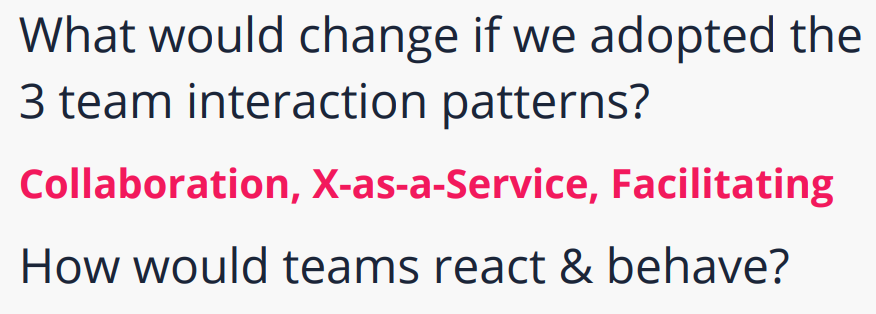 What would change if we adopted the
3 team interaction patterns?
Collaboration, X-as-a-Service, Facilitating
How would teams react & behave?